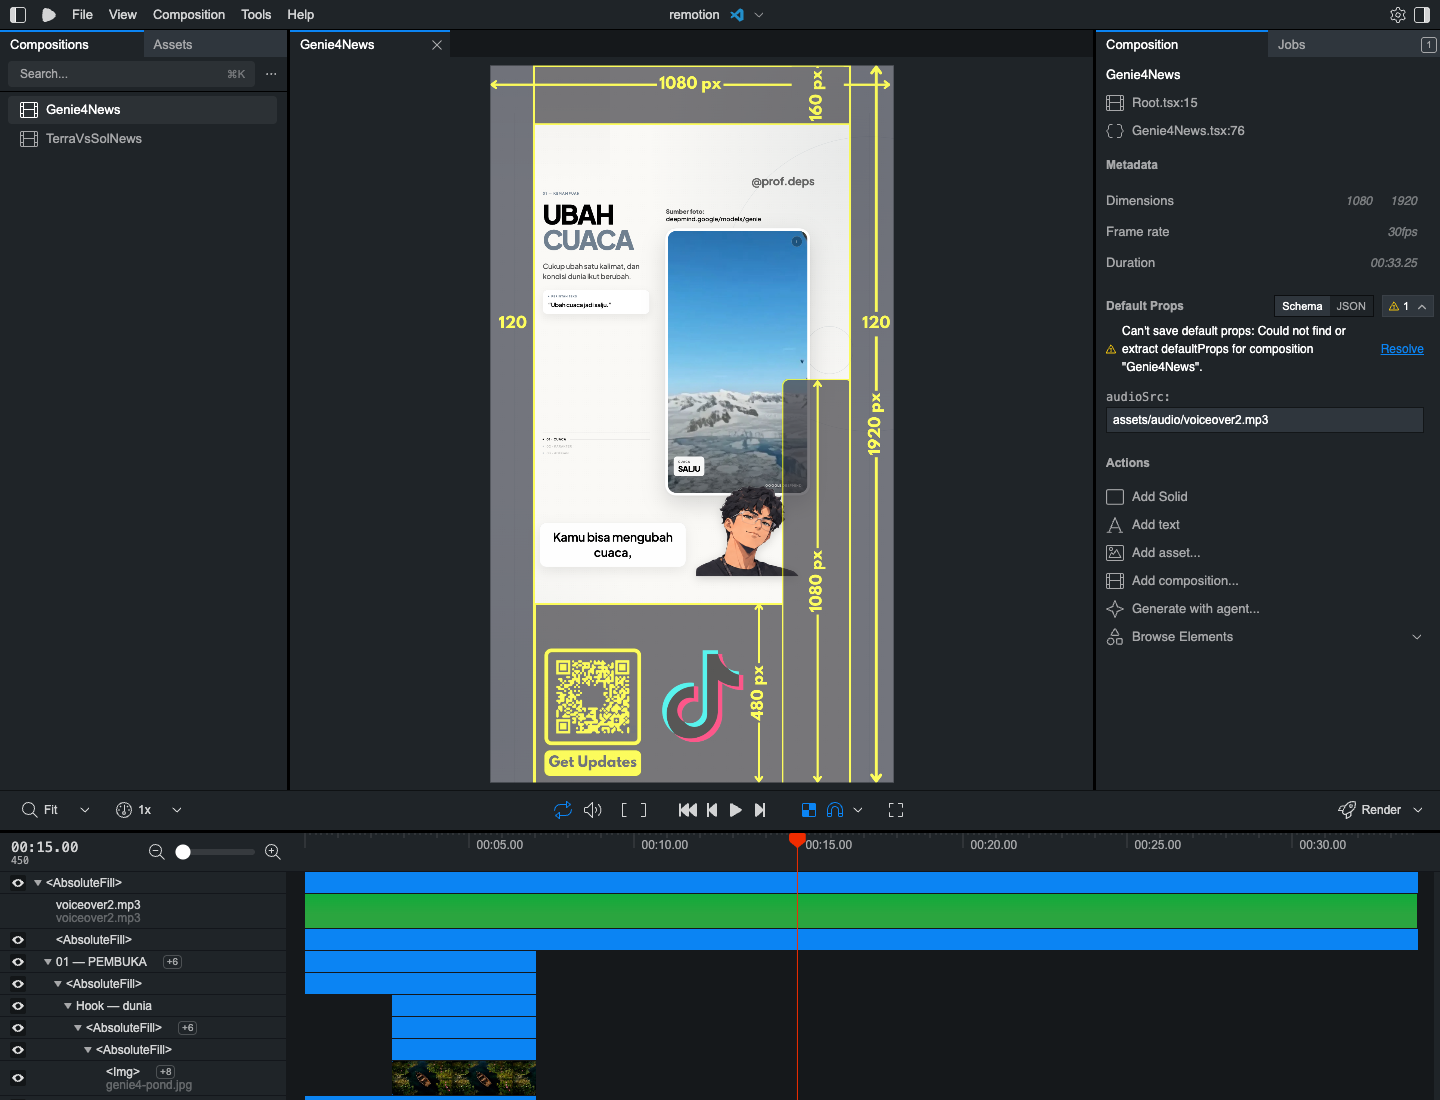 File
View
Composition
Tools
Help
remotion
Compositions
Assets
Search...
⌘K
Genie4News
TerraVsSolNews
Genie4News
1080 px
160 px
@prof.deps
UBAH
CUACA
Cukup ubah satu kalimat, dan
kondisi dunia ikut berubah.
"Ubah cuaca jadi salju."
Sumber foto:
deepmind.google/models/genie
120
120
1920 px
SALJU
Kamu bisa mengubah
cuaca,
1080 px
480 px
Get Updates
Composition
Jobs
1
Genie4News
Root.tsx:15
Genie4News.tsx:76
Metadata
Dimensions
1080
1920
Frame rate
30fps
Duration
00:33.25
Default Props
Schema
JSON
1
Can't save default props: Could not find or
extract defaultProps for composition
"Genie4News".
Resolve
audioSrc:
assets/audio/voiceover2.mp3
Actions
Add Solid
Add text
Add asset...
Add composition...
Generate with agent...
Browse Elements
Fit
1x
Render
00:15.00
450
00:05.00
00:10.00
00:15.00
00:20.00
00:25.00
00:30.00
<AbsoluteFill>
voiceover2.mp3
voiceover2.mp3
<AbsoluteFill>
01 — PEMBUKA
+6
<AbsoluteFill>
Hook — dunia
<AbsoluteFill>
+6
<AbsoluteFill>
<Img>
+8
genie4-pond.jpg